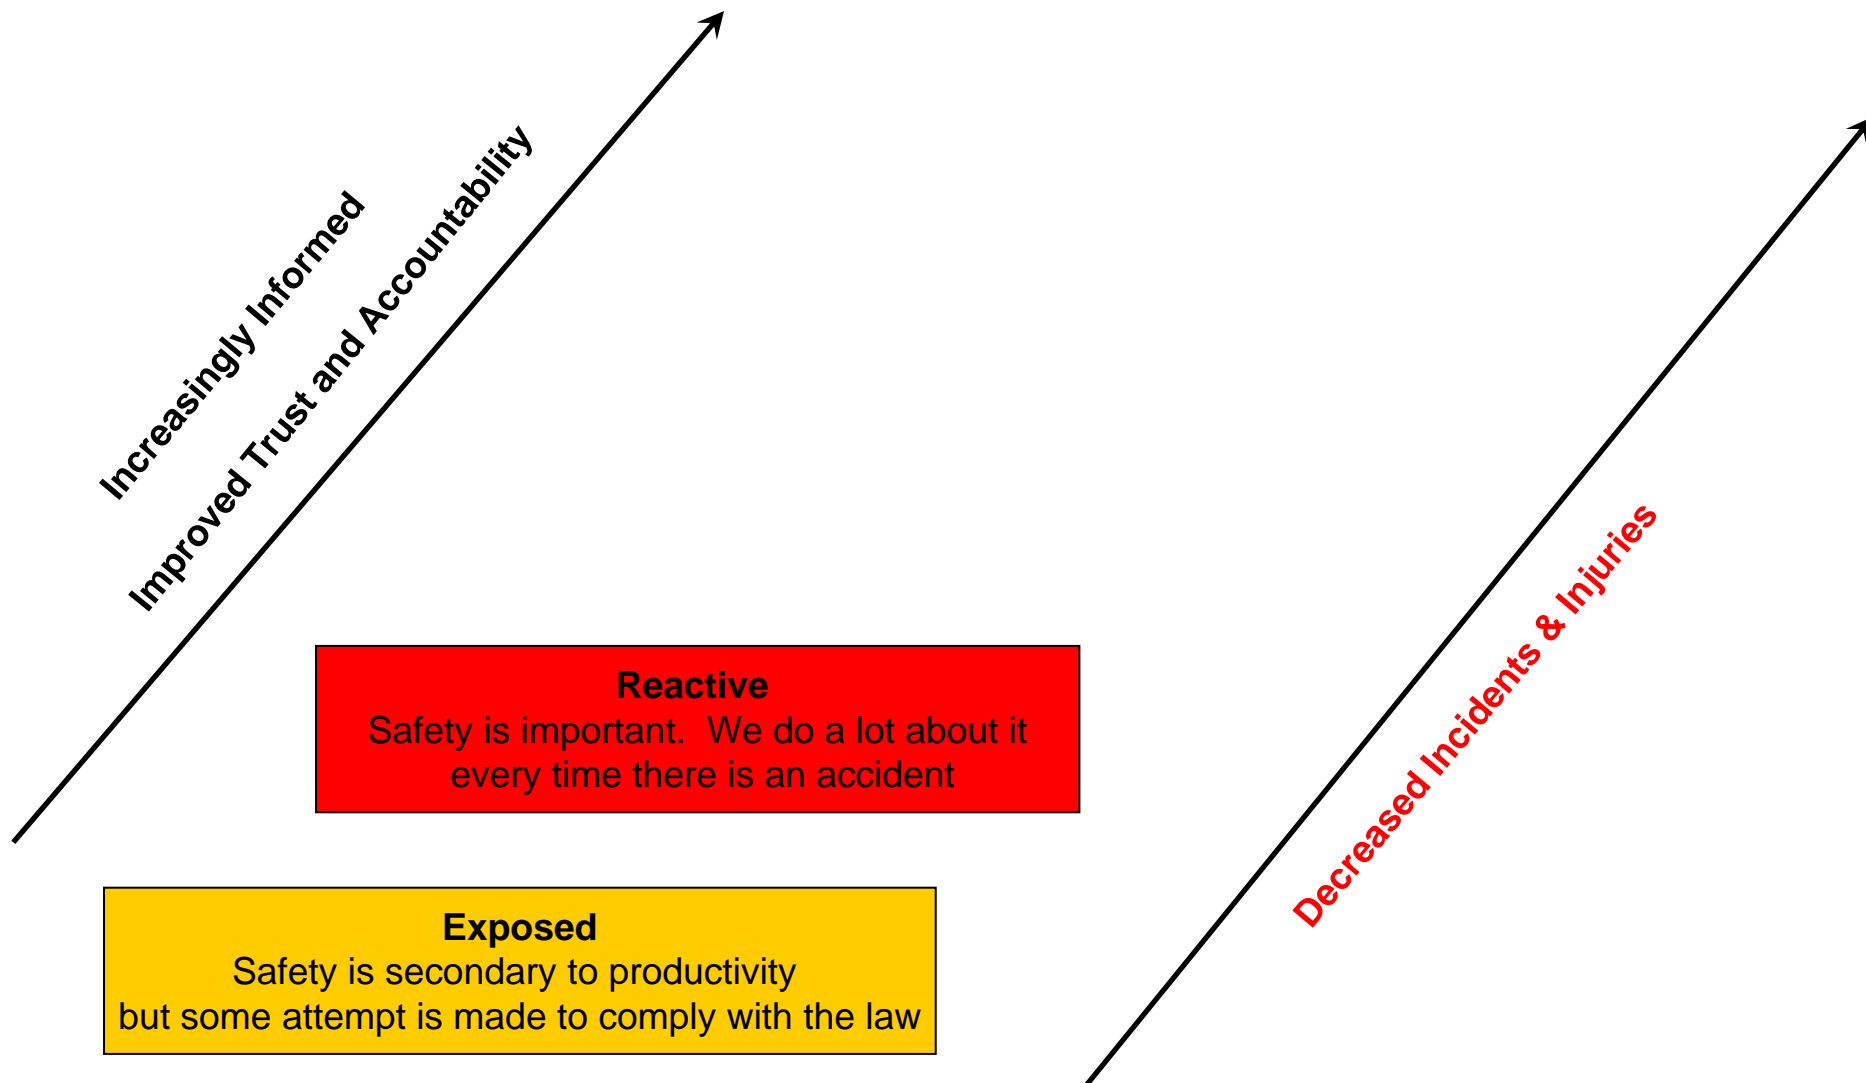 Increasingly Informed
Improved Trust and Accountability
Reactive
Safety is important.  We do a lot about it
every time there is an accident
Decreased Incidents & Injuries
Exposed
Safety is secondary to productivity
but some attempt is made to comply with the law